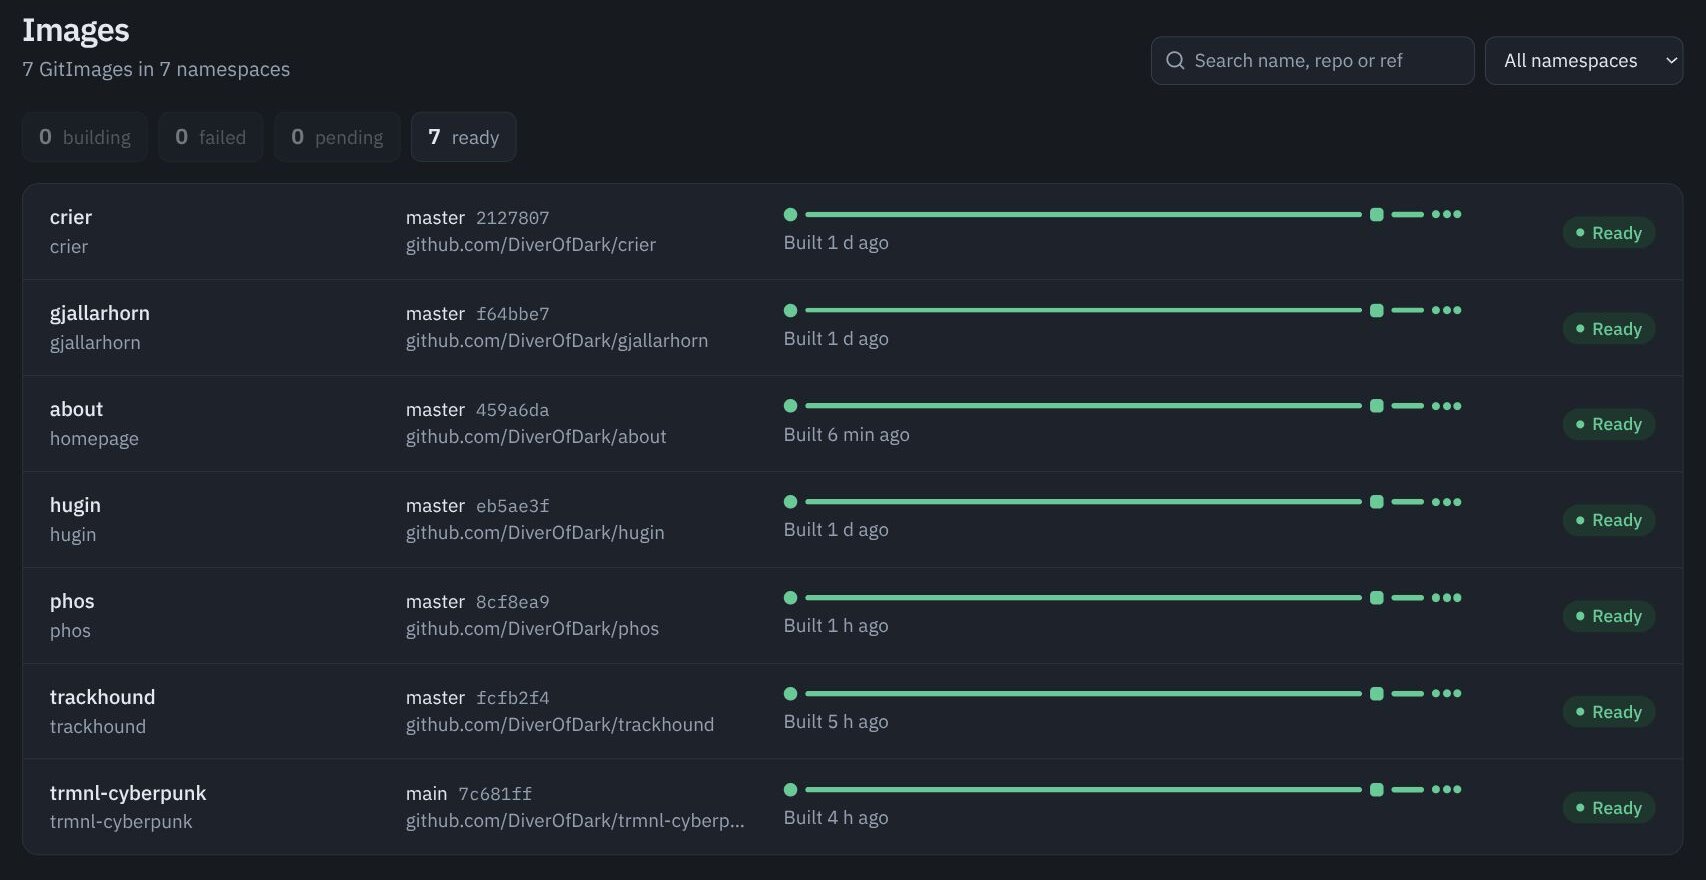 Images
7 GitImages in 7 namespaces
Search name, repo or ref
All namespaces
0 building
0 failed
0 pending
7 ready
crier
crier
master 2127807
github.com/DiverOfDark/crier
Built 1 d ago
Ready
gjallarhorn
gjallarhorn
master f64bbe7
github.com/DiverOfDark/gjallarhorn
Built 1 d ago
Ready
about
homepage
master 459a6da
github.com/DiverOfDark/about
Built 6 min ago
Ready
hugin
hugin
master eb5ae3f
github.com/DiverOfDark/hugin
Built 1 d ago
Ready
phos
phos
master 8cf8ea9
github.com/DiverOfDark/phos
Built 1 h ago
Ready
trackhound
trackhound
master fcfb2f4
github.com/DiverOfDark/trackhound
Built 5 h ago
Ready
trmnl-cyberpunk
trmnl-cyberpunk
main 7c681ff
github.com/DiverOfDark/trmnl-cyberp...
Built 4 h ago
Ready